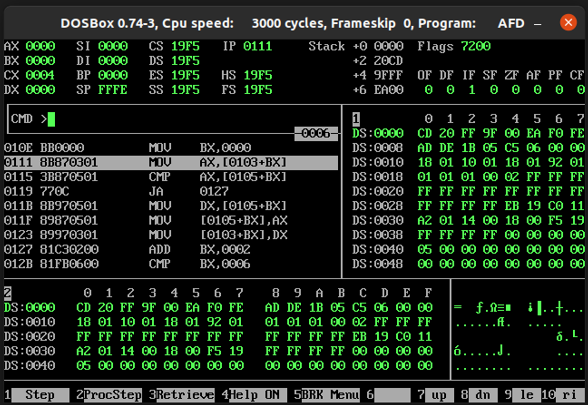 DOSBox 0.74-3, Cpu speed: 3000 cycles, Frameskip 0, Program: AFD
AX 0000 SI 0000 CS 19F5 IP 0111 Stack +0 0000 Flags 7200
BX 0000 DI 0000 DS 19F5 +2 20CD
CX 0004 BP 0000 ES 19F5 HS 19F5 +4 9FFF OF DF IF SF ZF AF PF CF
DX 0000 SP FFFE SS 19F5 FS 19F5 +6 EA00 0 0 1 0 0 0 0 0
CMD >
0006
010E BB0000 MOV BX,0000
0111 8B870301 MOV AX,[0103+BX]
0115 3B870501 CMP AX,[0105+BX]
0119 770C JA 0127
011B 8B970501 MOV DX,[0105+BX]
011F 89870501 MOV [0105+BX],AX
0123 89970301 MOV [0103+BX],DX
0127 81C30200 ADD BX,0002
012B 81FB0600 CMP BX,0006
1 0 1 2 3 4 5 6 7
DS:0000 CD 20 FF 9F 00 EA F0 FE
DS:0008 AD DE 1B 05 C5 06 00 00
DS:0010 18 01 10 01 18 01 92 01
DS:0018 01 01 01 00 02 FF FF FF
DS:0020 FF FF FF FF FF FF FF FF
DS:0028 FF FF FF FF EB 19 C0 11
DS:0030 A2 01 14 00 18 00 F5 19
DS:0038 FF FF FF FF 00 00 00 00
DS:0040 05 00 00 00 00 00 00 00
DS:0048 00 00 00 00 00 00 00 00
2 0 1 2 3 4 5 6 7 8 9 A B C D E F
DS:0000 CD 20 FF 9F 00 EA F0 FE AD DE 1B 05 C5 06 00 00
DS:0010 18 01 10 01 18 01 92 01 01 01 01 00 02 FF FF FF
DS:0020 FF FF FF FF FF FF FF FF FF FF FF FF EB 19 C0 11
DS:0030 A2 01 14 00 18 00 F5 19 FF FF FF FF 00 00 00 00
DS:0040 05 00 00 00 00 00 00 00 00 00 00 00 00 00 00 00
1 Step 2 ProcStep 3 Retrieve 4 Help ON 5 BRK Menu 6 7 up 8 dn 9 le 10 ri